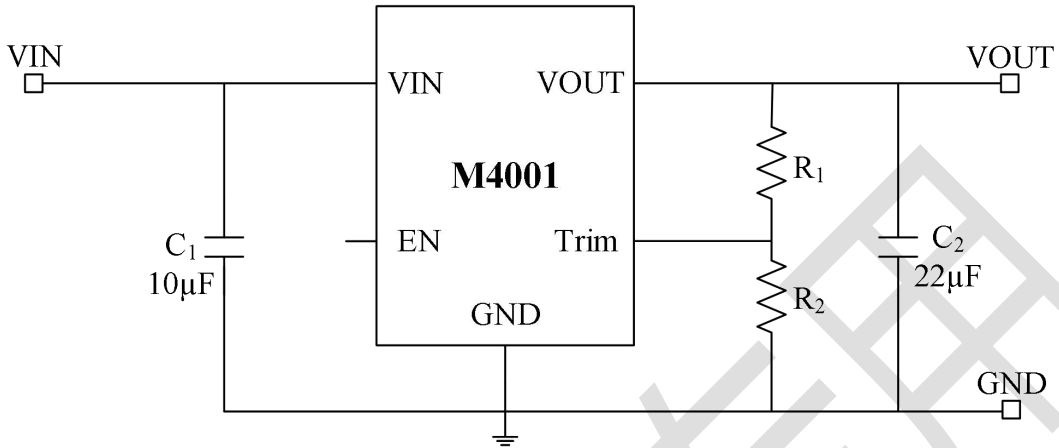 VIN
VOUT
VIN
VOUT
M4001
R₁
C₁
10μF
EN
Trim
C₂
22μF
R₂
GND
GND